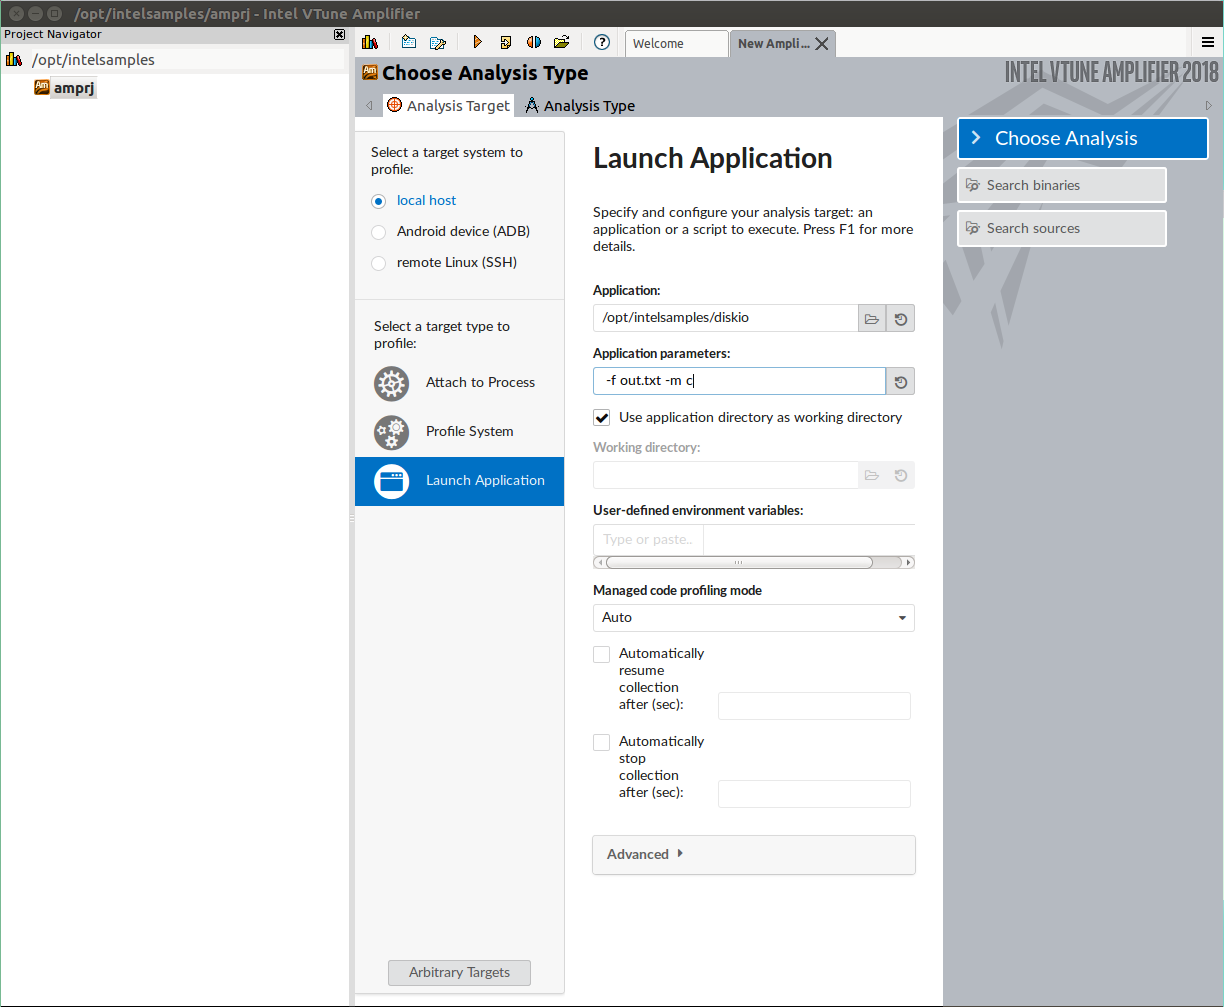 /opt/intelsamples/amprj - Intel VTune Amplifier
Project Navigator
/opt/intelsamples
Am amprj
Welcome
New Ampli...
Am Choose Analysis Type
INTEL VTUNE AMPLIFIER 2018
Analysis Target
Analysis Type
Select a target system to
profile:
local host
Android device (ADB)
remote Linux (SSH)
Select a target type to
profile:
Attach to Process
Profile System
Launch Application
Arbitrary Targets
Launch Application
Specify and configure your analysis target: an
application or a script to execute. Press F1 for more
details.
Application:
/opt/intelsamples/diskio
Application parameters:
-f out.txt -m c
Use application directory as working directory
Working directory:
User-defined environment variables:
Type or paste..
Managed code profiling mode
Auto
Automatically
resume
collection
after (sec):
Automatically
stop
collection
after (sec):
Advanced
Choose Analysis
Search binaries
Search sources